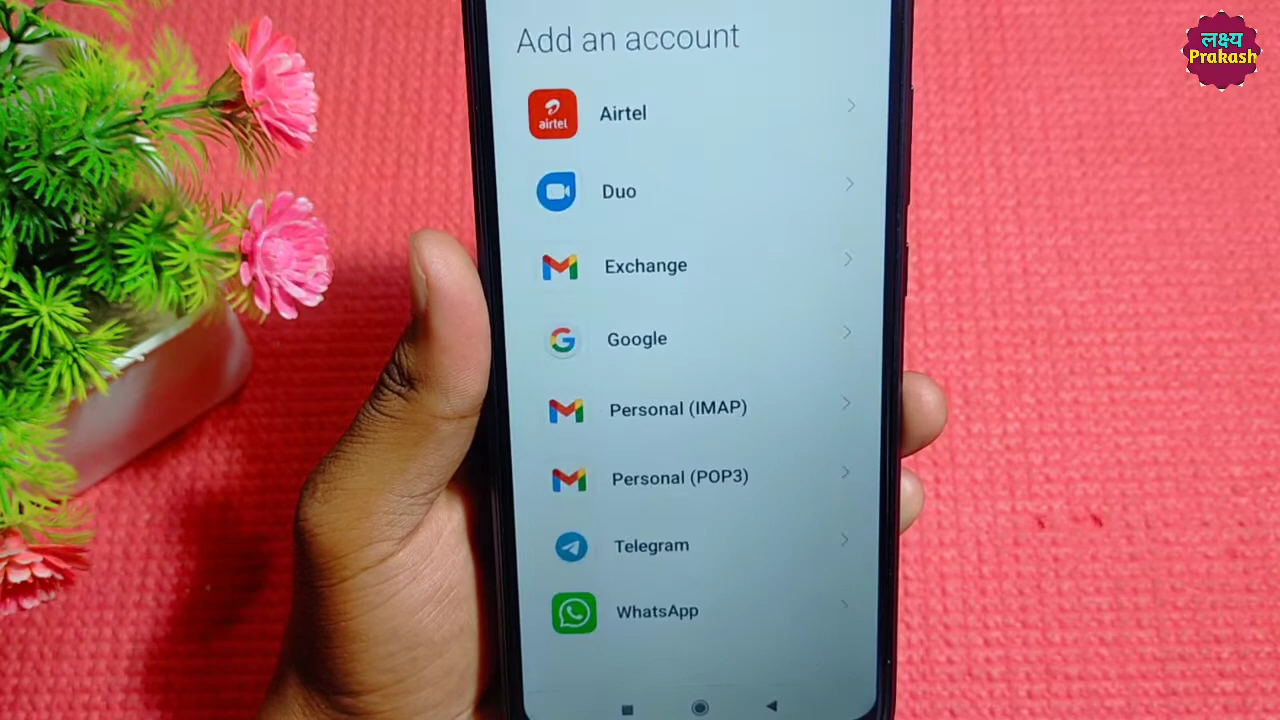 Add an account
airtel
Airtel
Duo
Exchange
Google
Personal (IMAP)
Personal (POP3)
Telegram
WhatsApp
लक्ष्य
Prakash